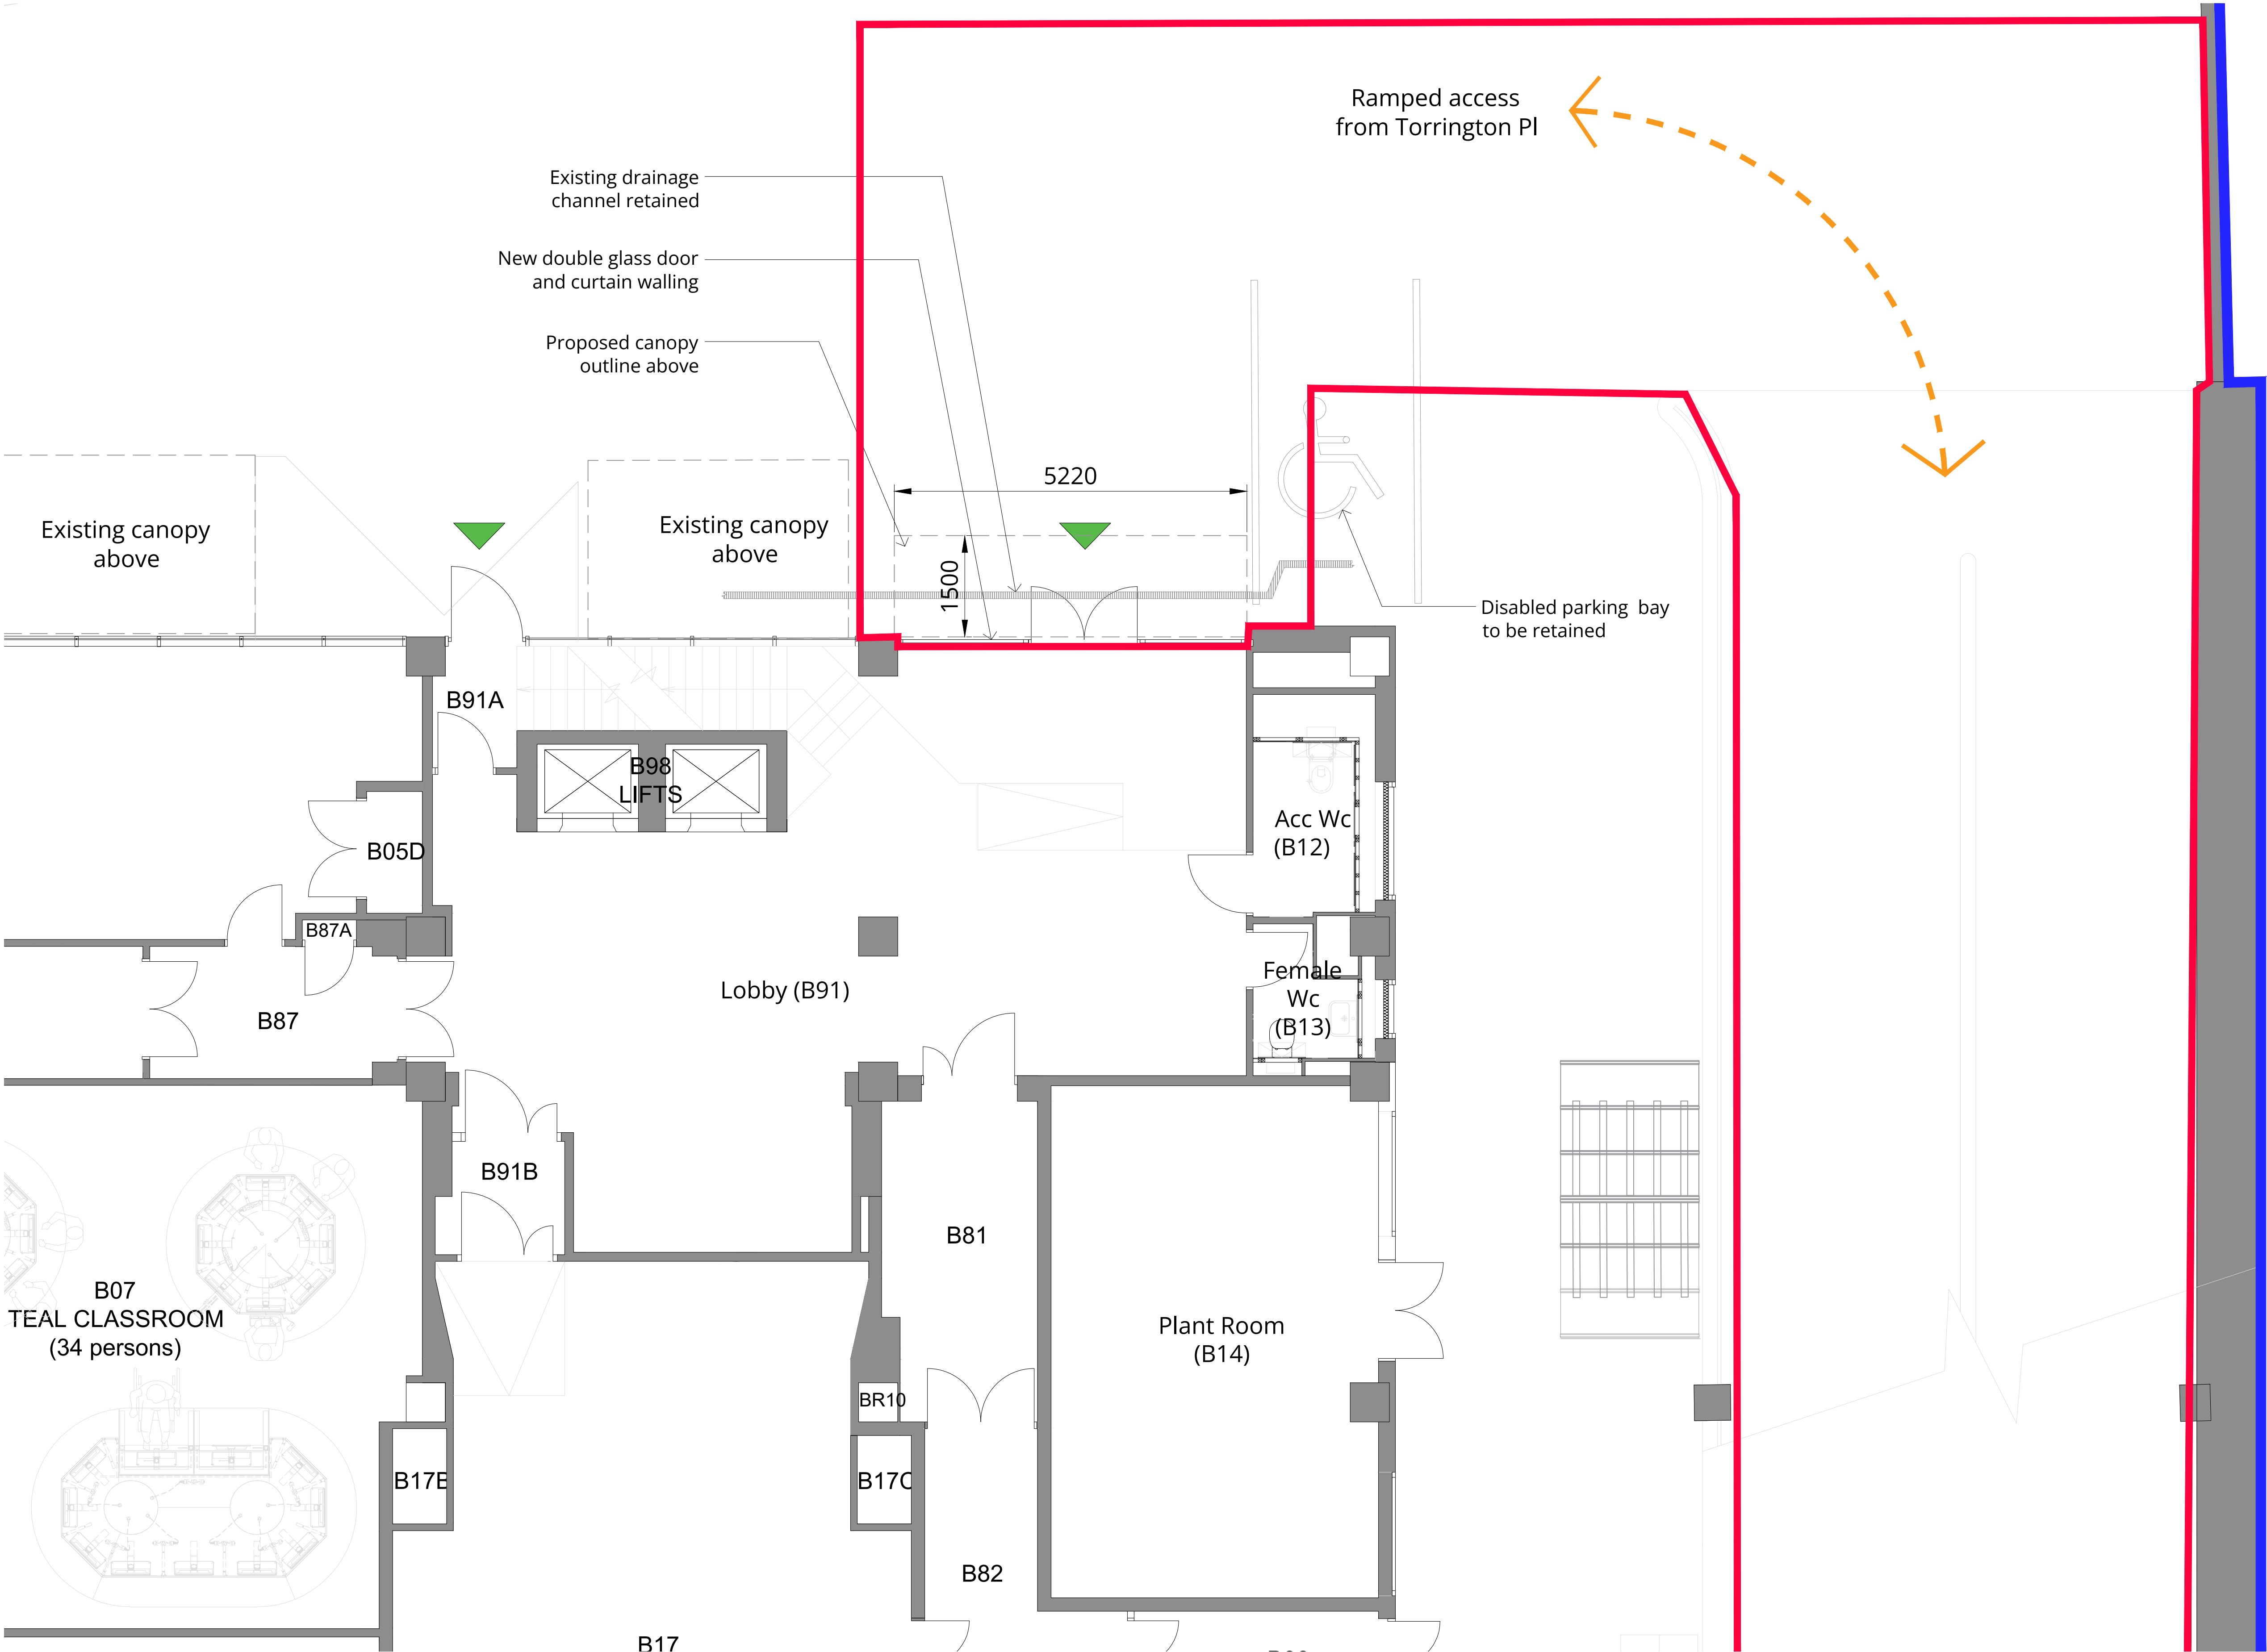 Ramped access
from Torrington Pl
Existing drainage
channel retained
New double glass door
and curtain walling
Proposed canopy
outline above
5220
Existing canopy
above
Existing canopy
above
1500
Disabled parking bay
to be retained
B91A
B98
LIFTS
Acc Wc
(B12)
B05D
B87A
Female
Wc
(B13)
Lobby (B91)
B87
B91B
B81
B07
TEAL CLASSROOM
(34 persons)
Plant Room
(B14)
BR10
B17B
B17C
B82
B17